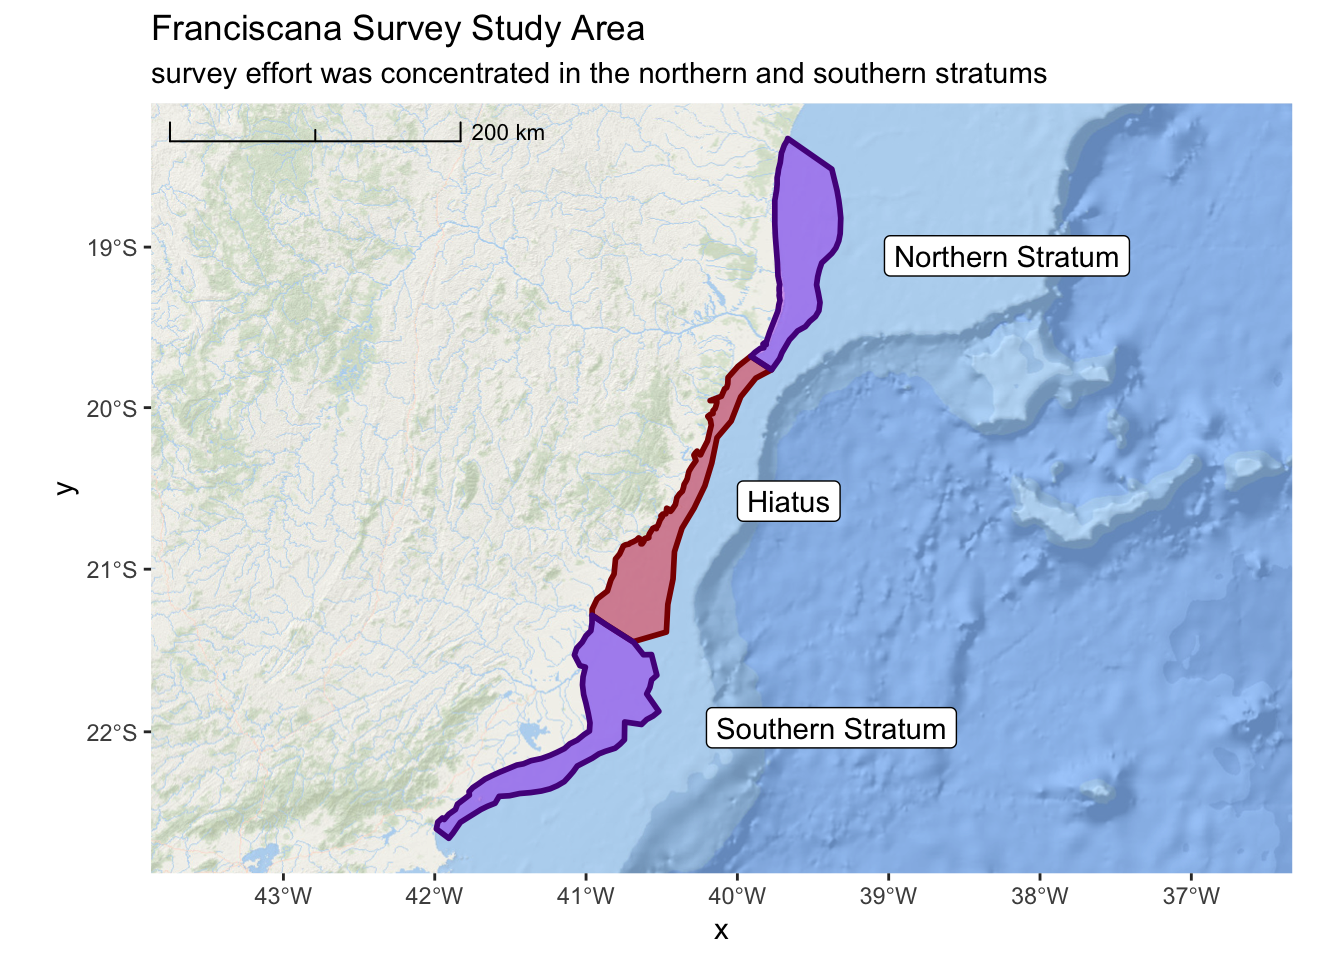 Franciscana Survey Study Area
survey effort was concentrated in the northern and southern stratums
200 km
Northern Stratum
Hiatus
Southern Stratum
19°S
20°S
21°S
22°S
y
43°W 42°W 41°W 40°W 39°W 38°W 37°W
x